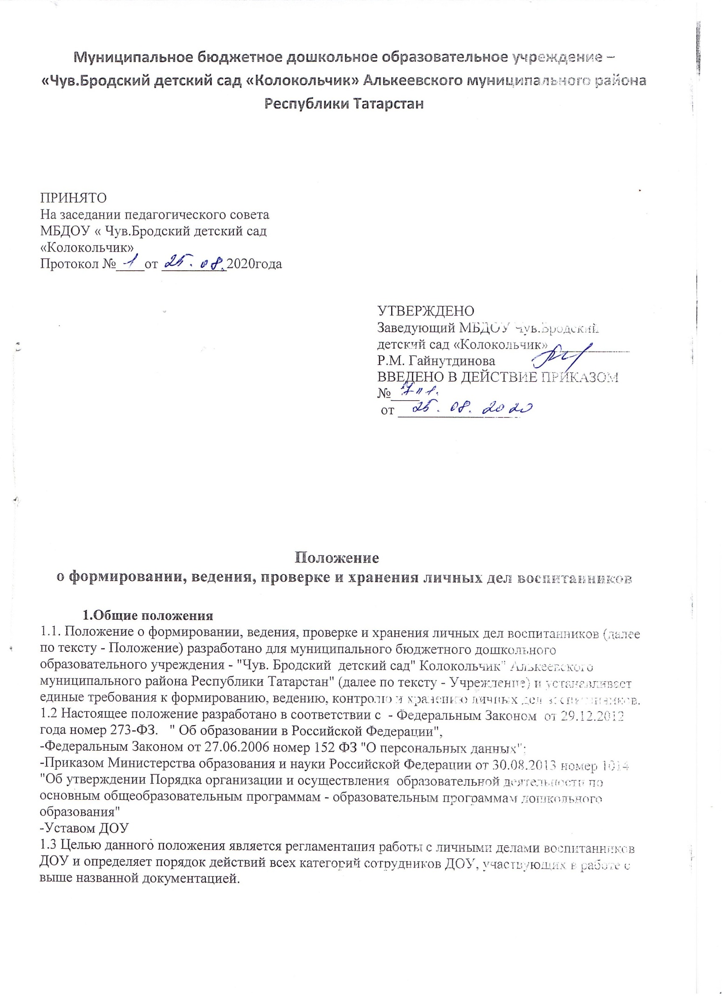 Муниципальное бюджетное дошкольное образовательное учреждение –
«Чув.Бродский детский сад «Колокольчик» Алькеевского муниципального района
Республики Татарстан
ПРИНЯТО
На заседании педагогического совета
МБДОУ « Чув.Бродский детский сад
«Колокольчик»
Протокол № 1 от 25.08.2020года
УТВЕРЖДЕНО
Заведующий МБДОУ Чув.Бродский
детский сад «Колокольчик»
Р.М. Гайнутдинова
ВВЕДЕНО В ДЕЙСТВИЕ ПРИКАЗОМ
№
от 25.08.2020
Положение
о формировании, ведения, проверке и хранения личных дел воспитанников
1.Общие положения
1.1. Положение о формировании, ведения, проверке и хранения личных дел воспитанников (далее
по тексту - Положение) разработано для муниципального бюджетного дошкольного
образовательного учреждения - "Чув. Бродский детский сад" Колокольчик" Алькеевского
муниципального района Республики Татарстан" (далее по тексту - Учреждение) и устанавливает
единые требования к формированию, ведению, контролю и хранению личных дел воспитанников.
1.2 Настоящее положение разработано в соответствии с - Федеральным Законом от 29.12.2012
года номер 273-ФЗ. " Об образовании в Российской Федерации",
-Федеральным Законом от 27.06.2006 номер 152 ФЗ "О персональных данных":
-Приказом Министерства образования и науки Российской Федерации от 30.08.2013 номер 1014
"Об утверждении Порядка организации и осуществления образовательной деятельности по
основным общеобразовательным программам - образовательным программам дошкольного
образования"
-Уставом ДОУ
1.3 Целью данного положения является регламентация работы с личными делами воспитанников
ДОУ и определяет порядок действий всех категорий сотрудников ДОУ, участвующих в работе с
выше названной документацией.